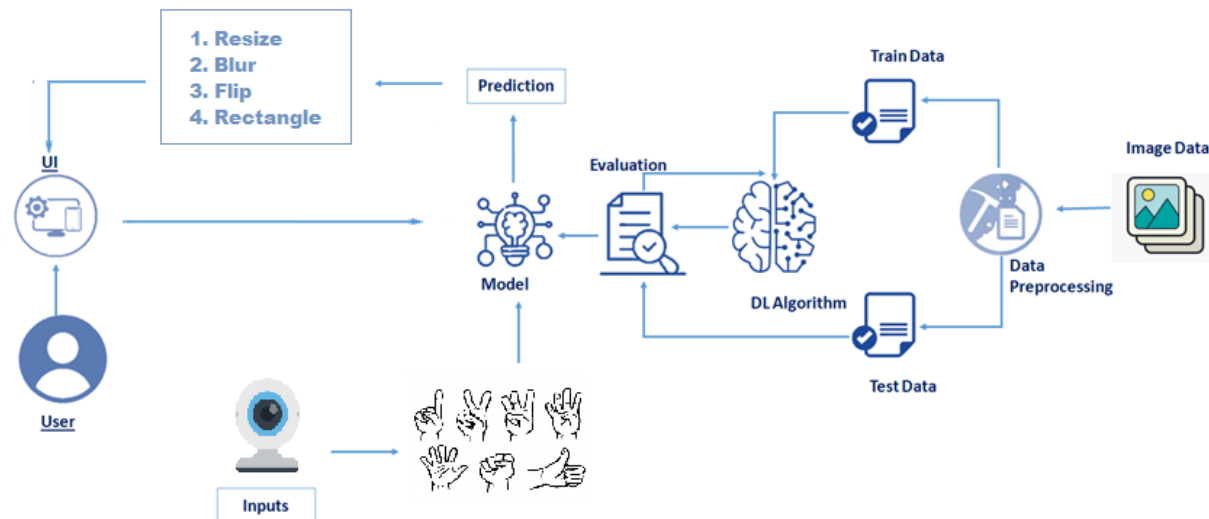 1. Resize
2. Blur
3. Flip
4. Rectangle
Prediction
Train Data
Evaluation
Image Data
UI
Model
DL Algorithm
Data
Preprocessing
Test Data
User
Inputs